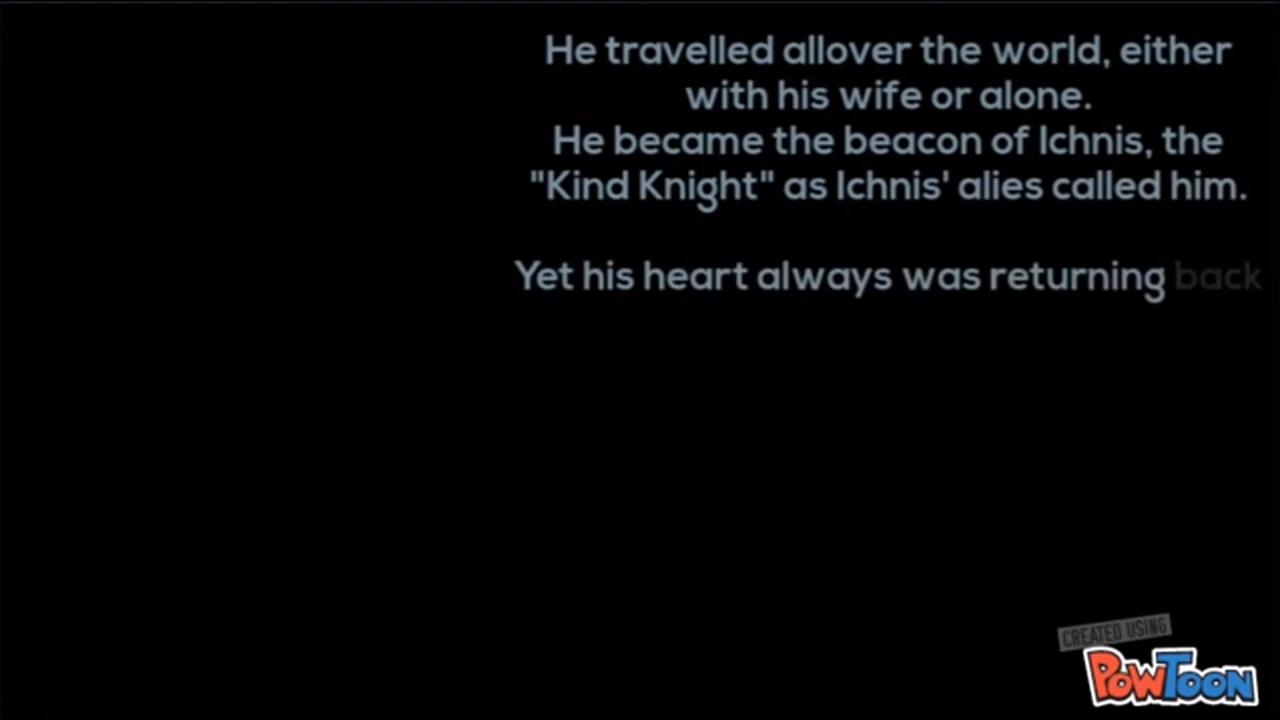 He travelled allover the world, either
with his wife or alone.
He became the beacon of Ichnis, the
"Kind Knight" as Ichnis' alies called him.
Yet his heart always was returning back
CREATED USING
POWTOON